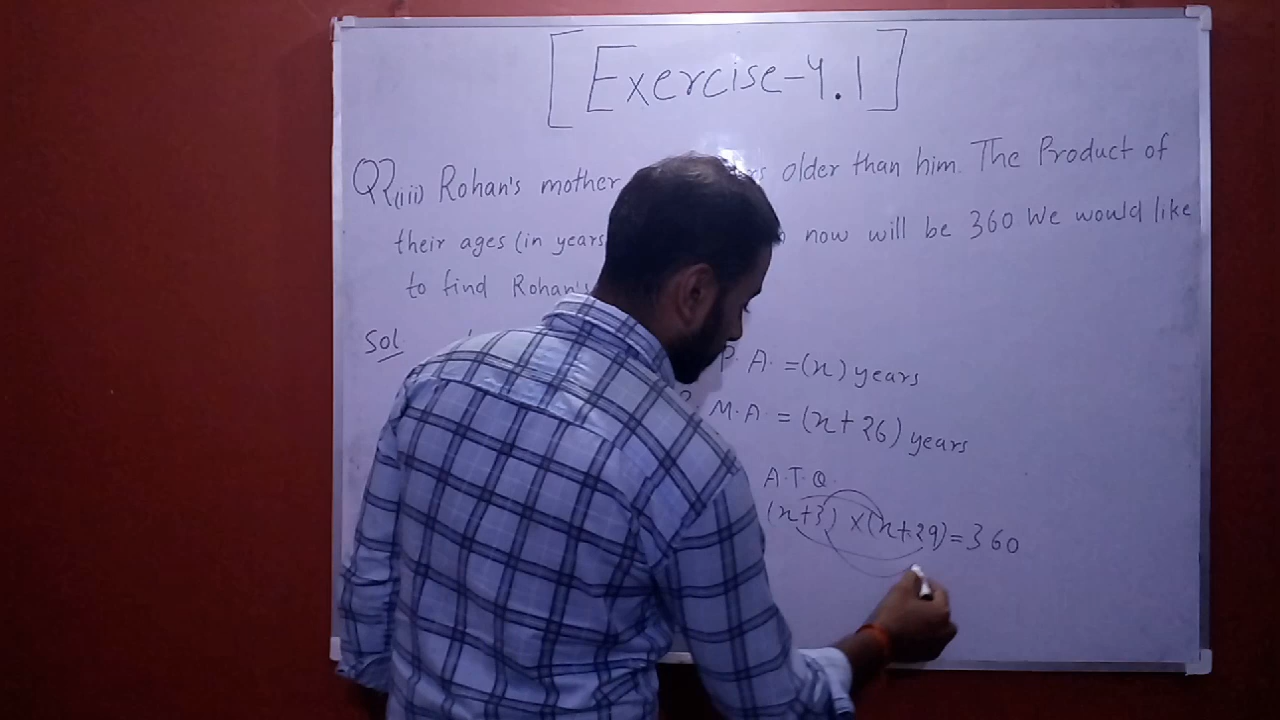 [Exercise-4.1]
Q2(iii) Rohan's mother older than him. The Product of
their ages (in years now will be 360 We would like
to find Rohan's
Sol
P. A. = (x) years
P. M. A. = (x + 26) years
A.T.Q.
(x+3) × (x+29) = 360